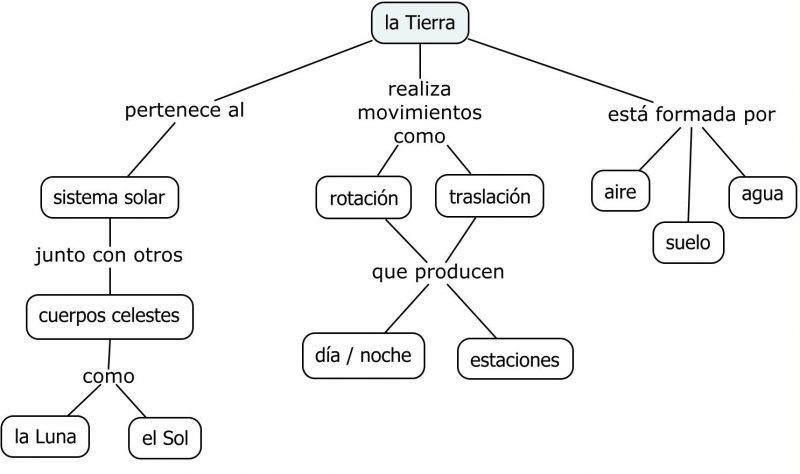 la Tierra
pertenece al
realiza
movimientos
como
está formada por
sistema solar
rotación
traslación
aire
agua
suelo
junto con otros
que producen
cuerpos celestes
día / noche
estaciones
como
la Luna
el Sol